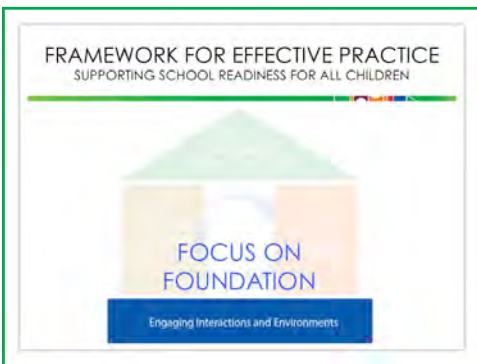 FRAMEWORK FOR EFFECTIVE PRACTICE
SUPPORTING SCHOOL READINESS FOR ALL CHILDREN
FOCUS ON
FOUNDATION
Engaging Interactions and Environments